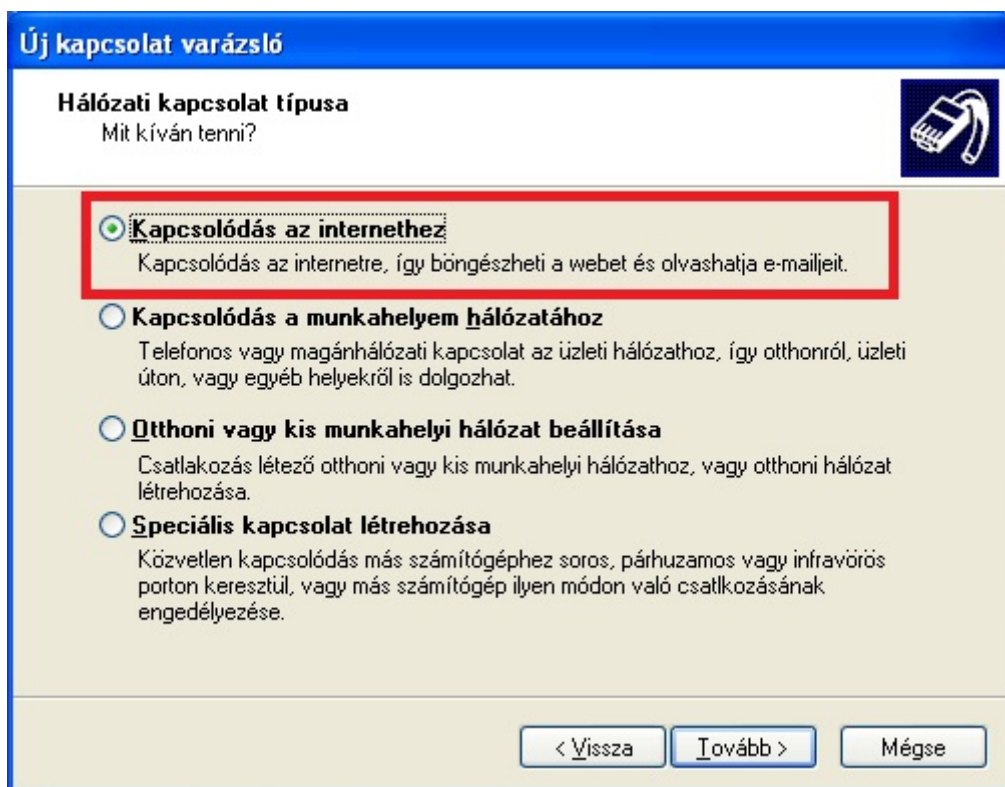 Új kapcsolat varázsló
Hálózati kapcsolat típusa
Mit kíván tenni?
Kapcsolódás az internethez
Kapcsolódás az internetre, így böngészheti a webet és olvashatja e-mailjeit.
Kapcsolódás a munkahelyem hálózatához
Telefonos vagy magánhálózati kapcsolat az üzleti hálózathoz, így otthonról, üzleti
úton, vagy egyéb helyekről is dolgozhat.
Otthoni vagy kis munkahelyi hálózat beállítása
Csatlakozás létező otthoni vagy kis munkahelyi hálózathoz, vagy otthoni hálózat
létrehozása.
Speciális kapcsolat létrehozása
Közvetlen kapcsolódás más számítógéphez soros, párhuzamos vagy infravörös
porton keresztül, vagy más számítógép ilyen módon való csatlkozásának
engedélyezése.
< Vissza
Tovább >
Mégse